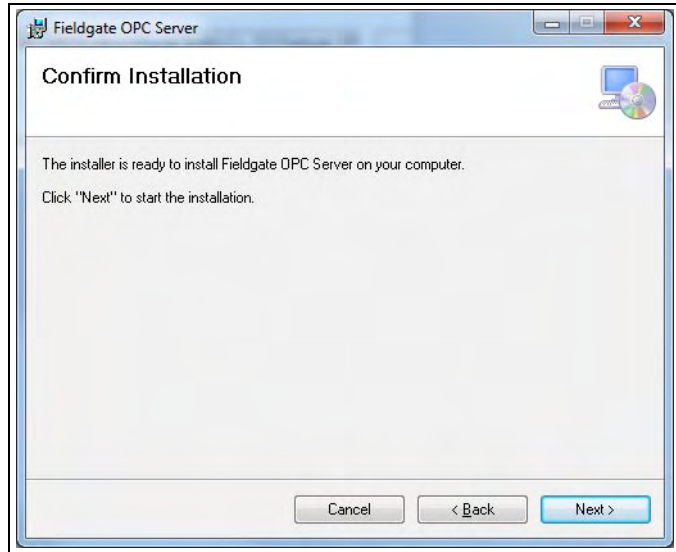 Fieldgate OPC Server
Confirm Installation
The installer is ready to install Fieldgate OPC Server on your computer.
Click "Next" to start the installation.
Cancel
< Back
Next >